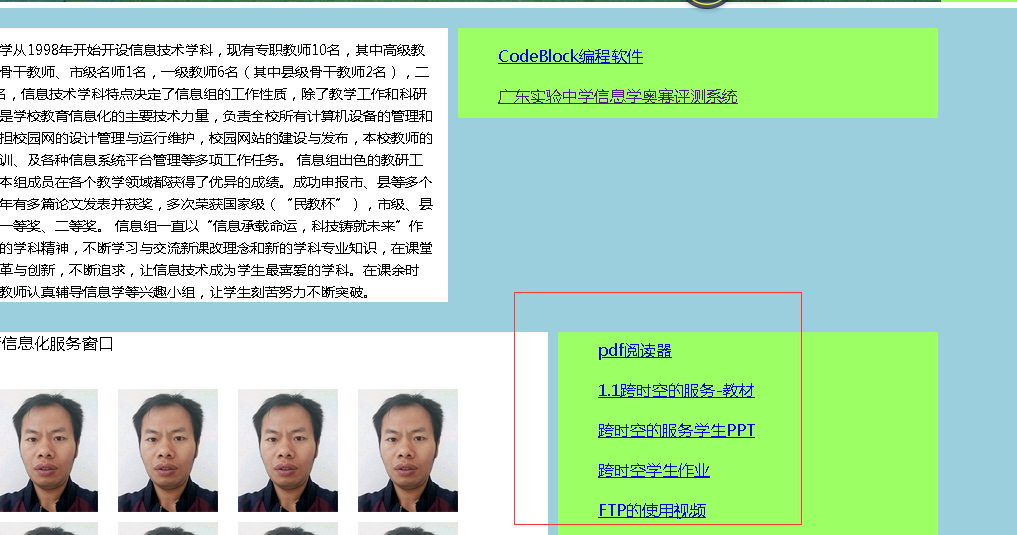 学从1998年开始开设信息技术学科，现有专职教师10名，其中高级教
骨干教师、市级名师1名，一级教师6名（其中县级骨干教师2名），二
名，信息技术学科特点决定了信息组的工作性质，除了教学工作和科研
是学校教育信息化的主要技术力量，负责全校所有计算机设备的管理和
担校园网的设计管理与运行维护，校园网站的建设与发布，本校教师的
训、及各种信息系统平台管理等多项工作任务。 信息组出色的教研工
本组成员在各个教学领域都获得了优异的成绩。成功申报市、县等多个
年有多篇论文发表并获奖，多次荣获国家级（“民教杯”），市级、县
一等奖、二等奖。 信息组一直以“信息承载命运，科技铸就未来”作
的学科精神，不断学习与交流新课改理念和新的学科专业知识，在课堂
革与创新，不断追求，让信息技术成为学生最喜爱的学科。在课余时
教师认真辅导信息学等兴趣小组，让学生刻苦努力不断突破。
CodeBlock编程软件
广东实验中学信息学奥塞评测系统
信息化服务窗口
pdf阅读器
1.1跨时空的服务-教材
跨时空的服务学生PPT
跨时空学生作业
FTP的使用视频